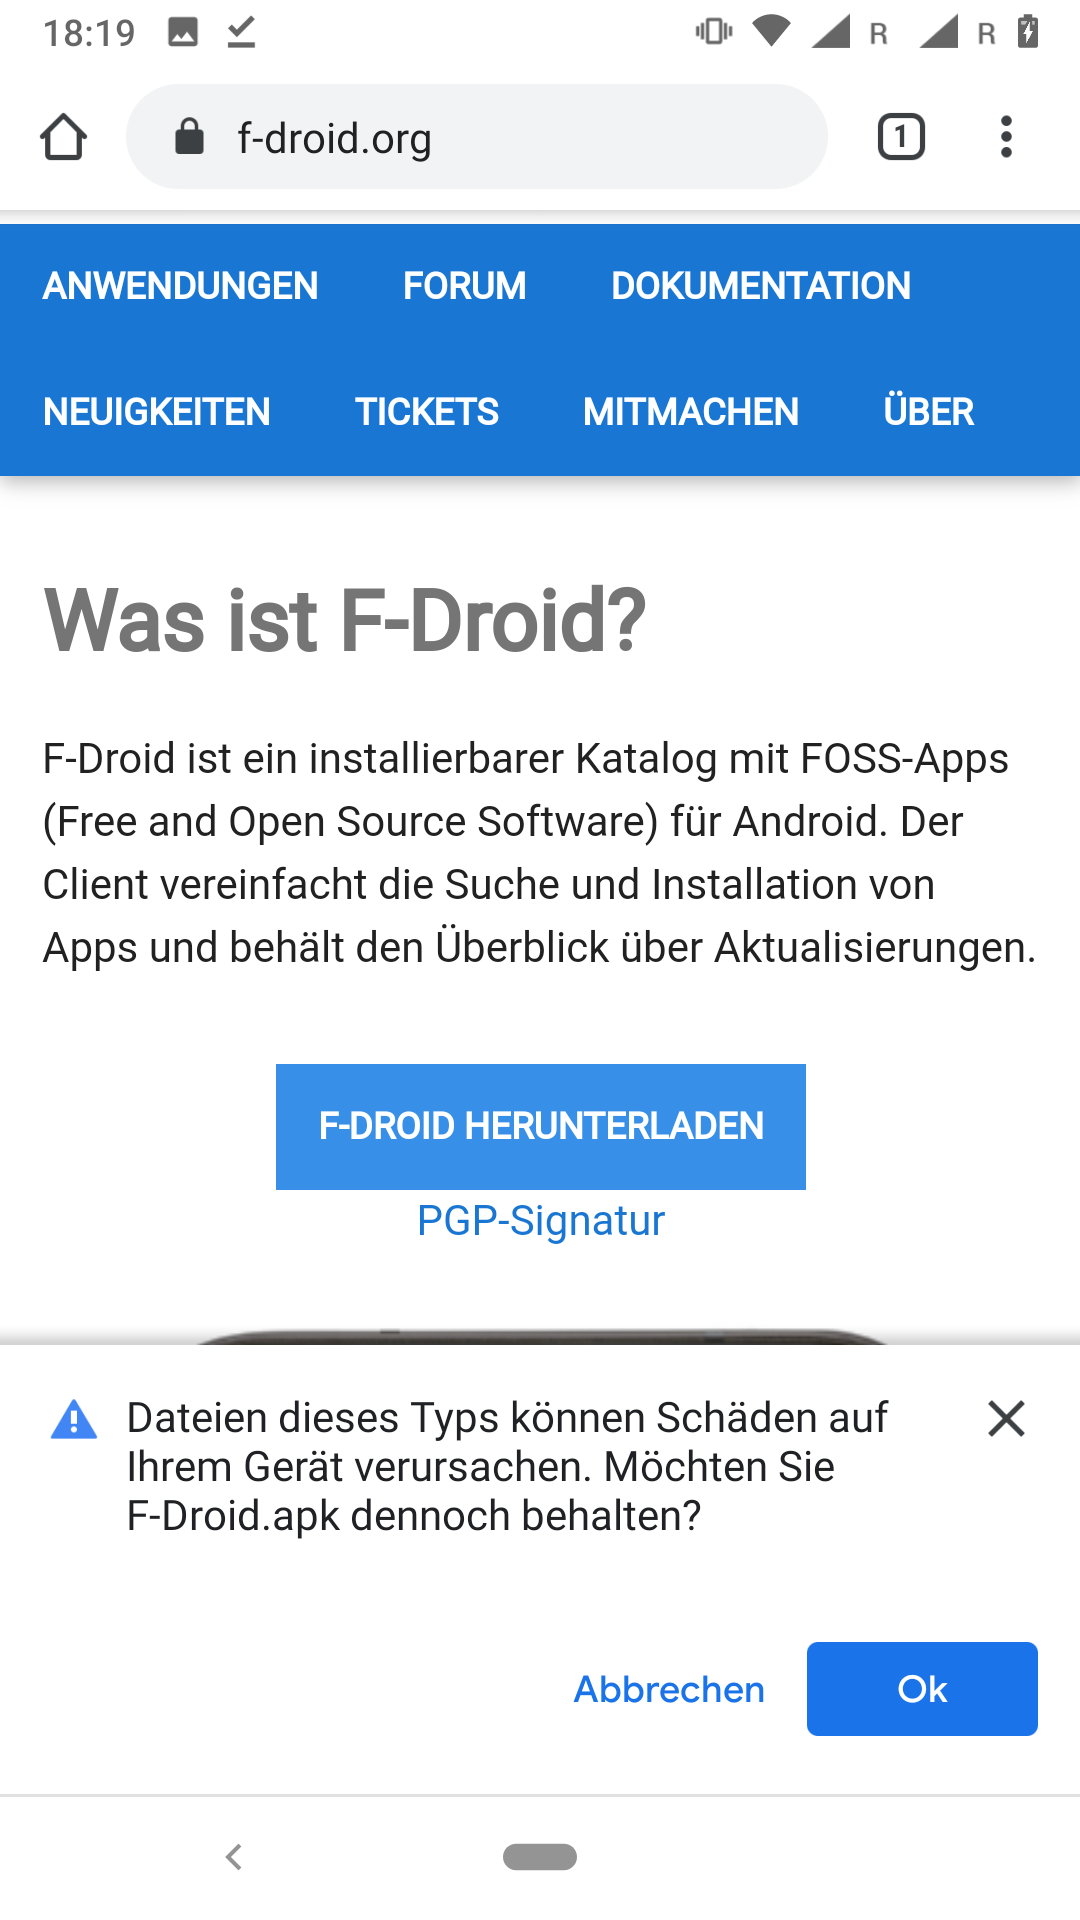 18:19 R R
f-droid.org 1
ANWENDUNGEN FORUM DOKUMENTATION
NEUIGKEITEN TICKETS MITMACHEN ÜBER
Was ist F-Droid?
F-Droid ist ein installierbarer Katalog mit FOSS-Apps
(Free and Open Source Software) für Android. Der
Client vereinfacht die Suche und Installation von
Apps und behält den Überblick über Aktualisierungen.
F-DROID HERUNTERLADEN
PGP-Signatur
Dateien dieses Typs können Schäden auf
Ihrem Gerät verursachen. Möchten Sie
F-Droid.apk dennoch behalten?
Abbrechen Ok